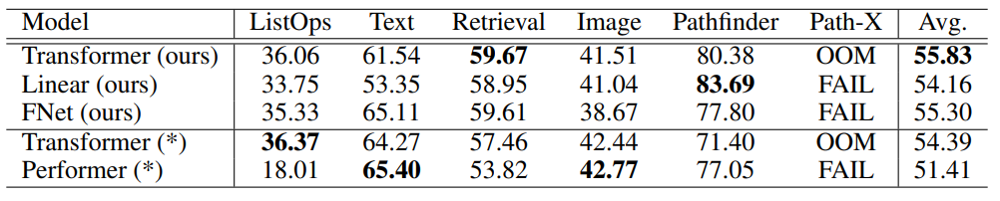 Model ListOps Text Retrieval Image Pathfinder Path-X Avg.
Transformer (ours) 36.06 61.54 59.67 41.51 80.38 OOM 55.83
Linear (ours) 33.75 53.35 58.95 41.04 83.69 FAIL 54.16
FNet (ours) 35.33 65.11 59.61 38.67 77.80 FAIL 55.30
Transformer (*) 36.37 64.27 57.46 42.44 71.40 OOM 54.39
Performer (*) 18.01 65.40 53.82 42.77 77.05 FAIL 51.41